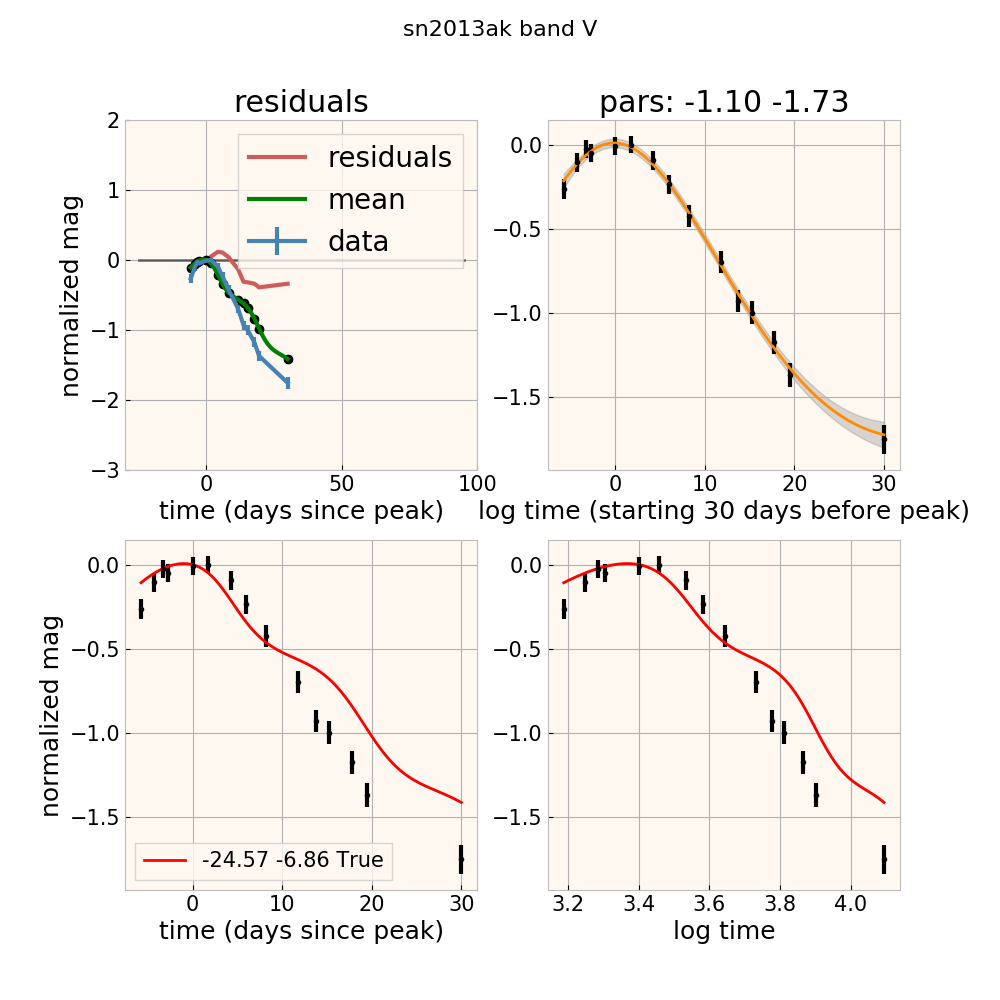 sn2013ak band V
residuals
pars: -1.10 -1.73
2
1
0
−1
−2
−3
normalized mag
residuals
mean
data
0
50
100
time (days since peak)
0.0
−0.5
−1.0
−1.5
0
10
20
30
log time (starting 30 days before peak)
0.0
−0.5
−1.0
−1.5
normalized mag
-24.57 -6.86 True
0
10
20
30
time (days since peak)
0.0
−0.5
−1.0
−1.5
3.2
3.4
3.6
3.8
4.0
log time